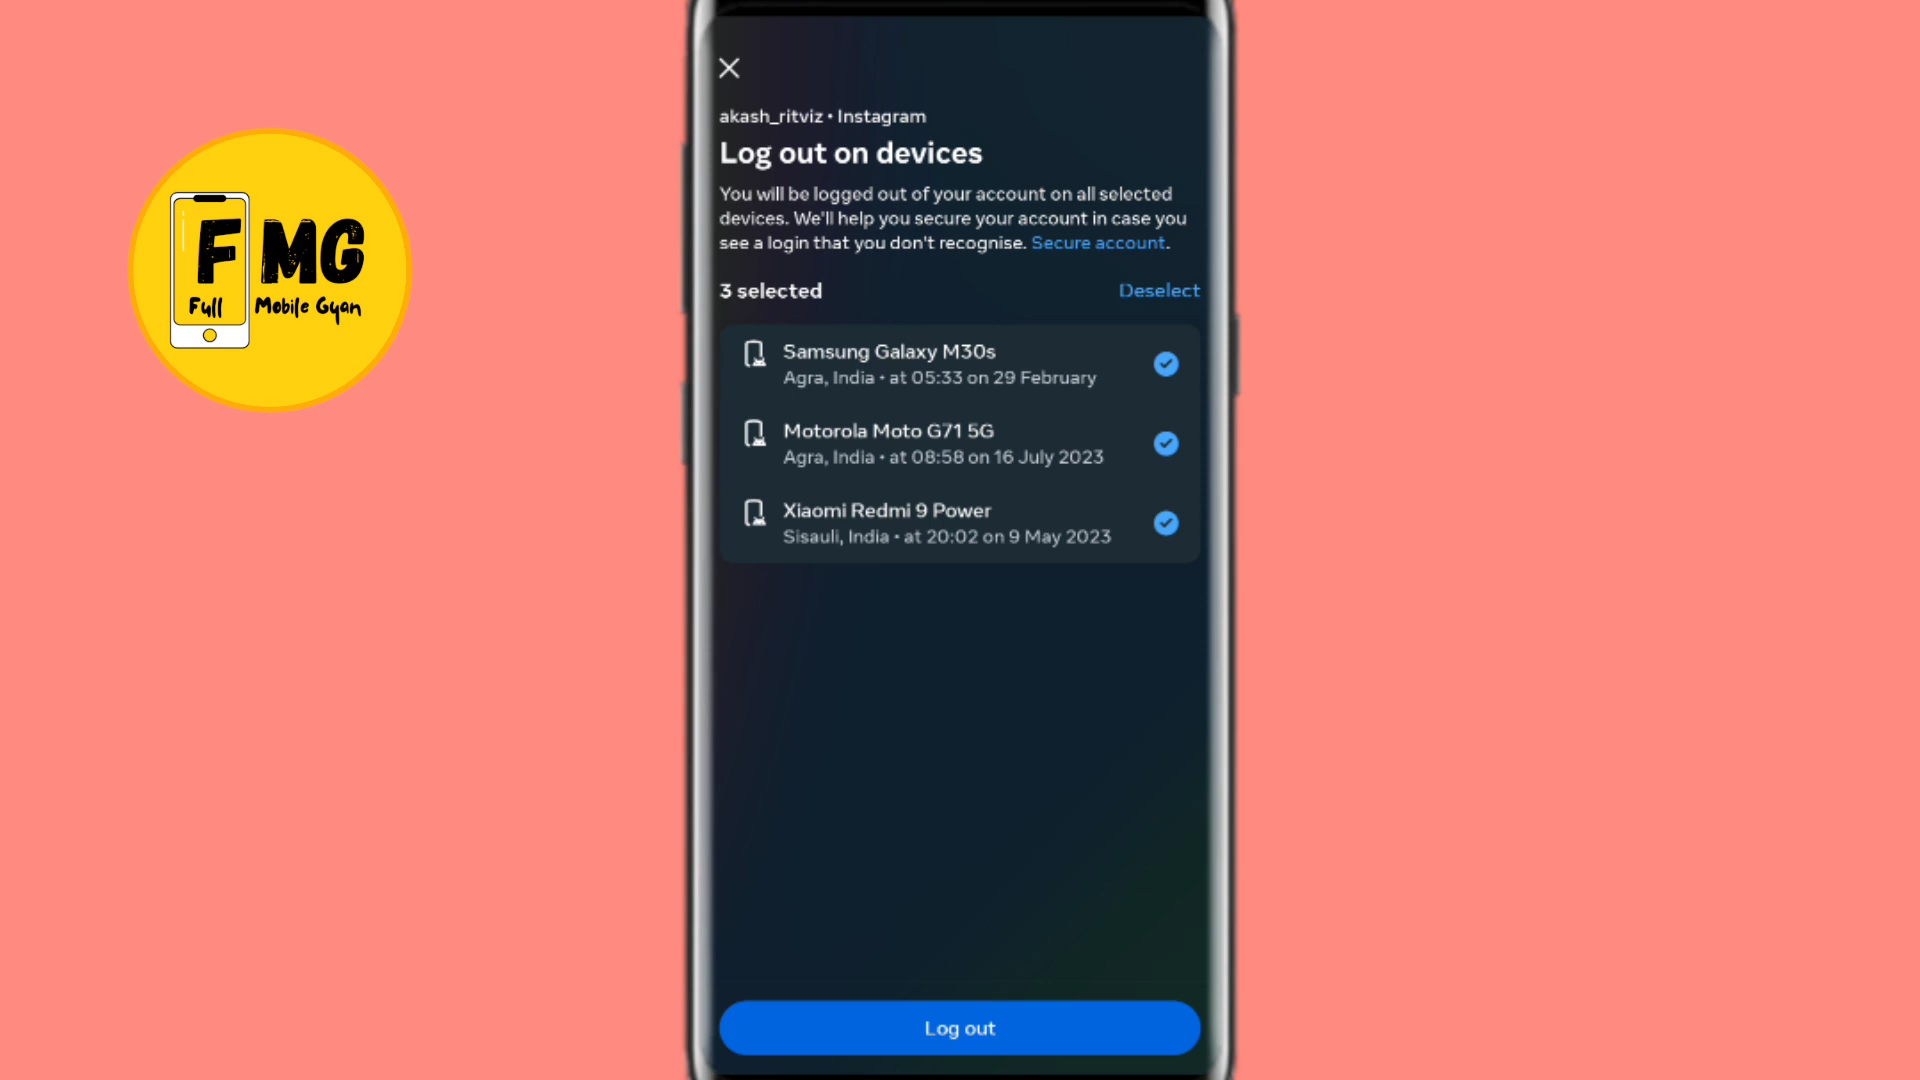 F MG
Full Mobile Gyan
akash_ritviz • Instagram
Log out on devices
You will be logged out of your account on all selected
devices. We'll help you secure your account in case you
see a login that you don't recognise. Secure account.
3 selected
Deselect
Samsung Galaxy M30s
Agra, India • at 05:33 on 29 February
Motorola Moto G71 5G
Agra, India • at 08:58 on 16 July 2023
Xiaomi Redmi 9 Power
Sisauli, India • at 20:02 on 9 May 2023
Log out